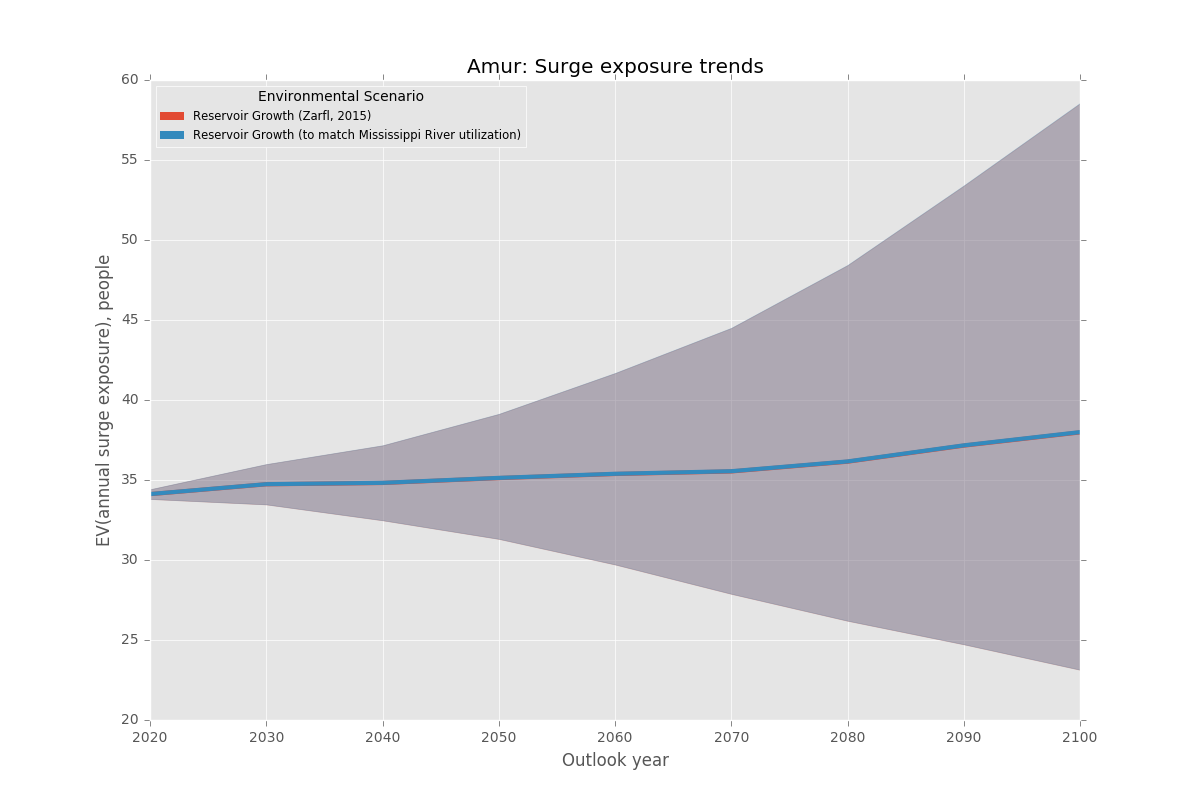 Amur: Surge exposure trends
60
Environmental Scenario
Reservoir Growth (Zarfl, 2015)
Reservoir Growth (to match Mississippi River utilization)
55
50
45
40
35
30
25
20
EV(annual surge exposure), people
2020 2030 2040 2050 2060 2070 2080 2090 2100
Outlook year